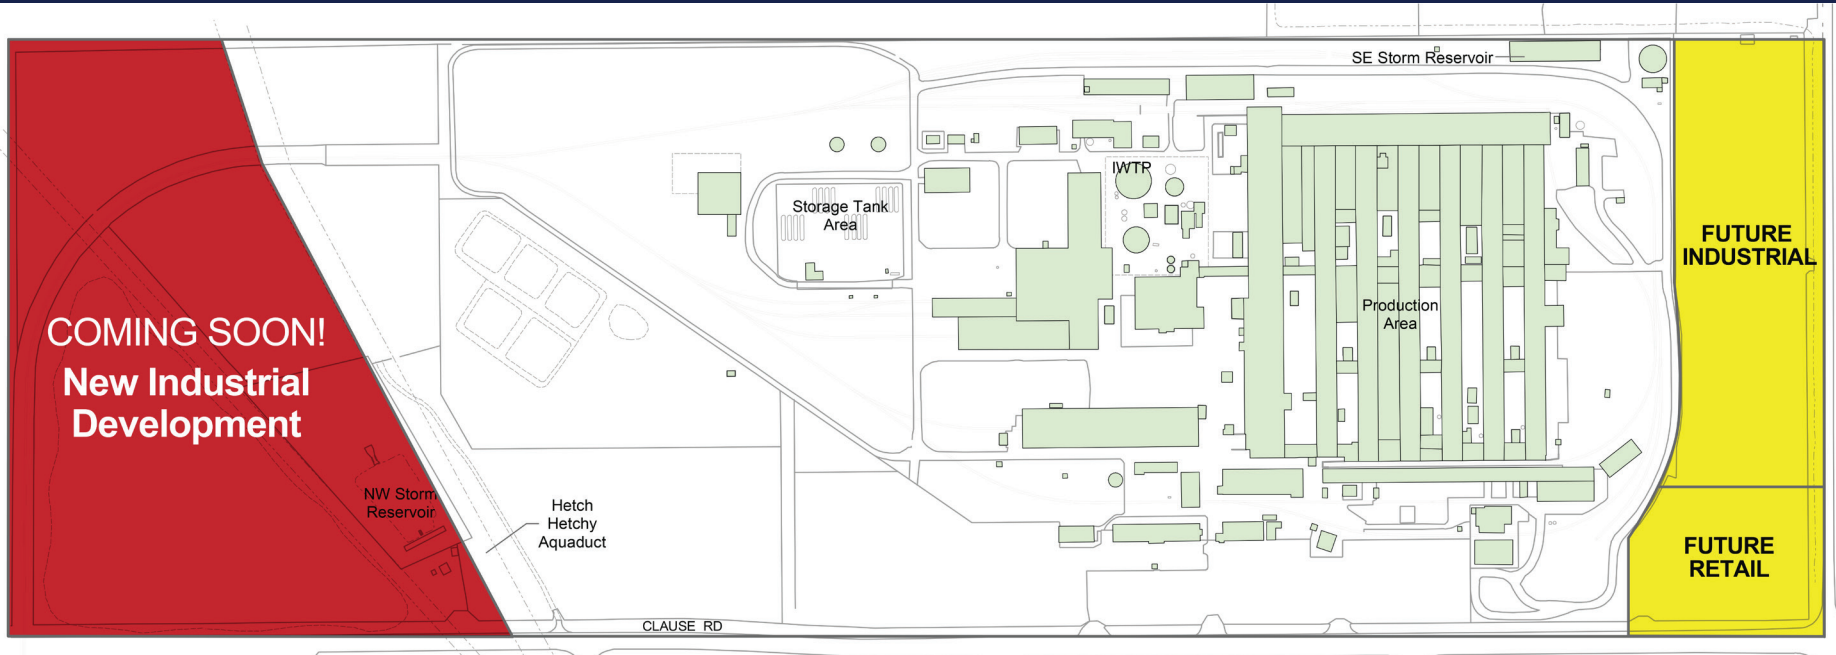 SE Storm Reservoir
IWTP
Storage Tank
Area
FUTURE
INDUSTRIAL
Production
Area
COMING SOON!
New Industrial
Development
NW Storm
Reservoir
Hetch
Hetchy
Aquaduct
FUTURE
RETAIL
CLAUSE RD